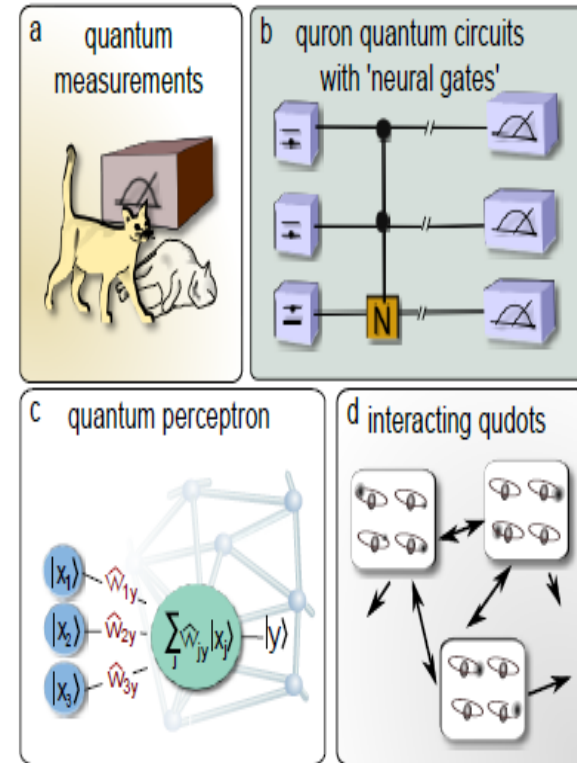 a
quantum
measurements
b
quron quantum circuits
with 'neural gates'
N
c
quantum perceptron
|x₁⟩
|x₂⟩
|x₃⟩
ŵ₁y
ŵ₂y
ŵ₃y
∑j ŵjy|xj⟩
|y⟩
d
interacting qudots